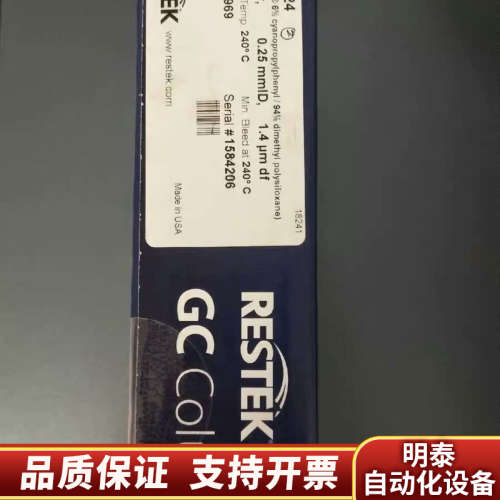 24
6% cyanopropylphenyl / 94% dimethyl polysiloxane)
0.25 mmID, 1.4 µm df
Temp 240° C Min. Bleed at 240° C
969 Serial # 1584206
www.restek.com
Made in USA
18241
RESTEK
GC Col
品质保证 支持开票
明泰
自动化设备